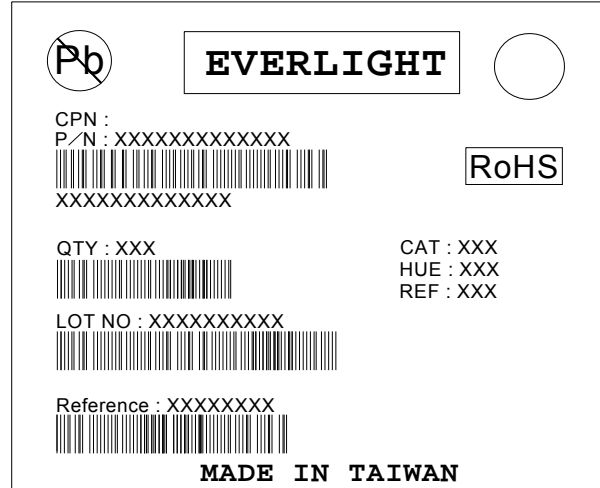 Pb
EVERLIGHT
CPN :
P/N : XXXXXXXXXXXXX
RoHS
XXXXXXXXXXXXX
QTY : XXX
CAT : XXX
HUE : XXX
REF : XXX
LOT NO : XXXXXXXXXX
Reference : XXXXXXXX
MADE IN TAIWAN